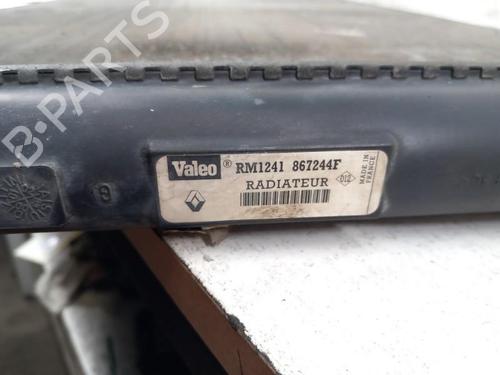 B-Parts
Valeo® RM1241 867244F
RADIATEUR
MADE IN
FRANCE